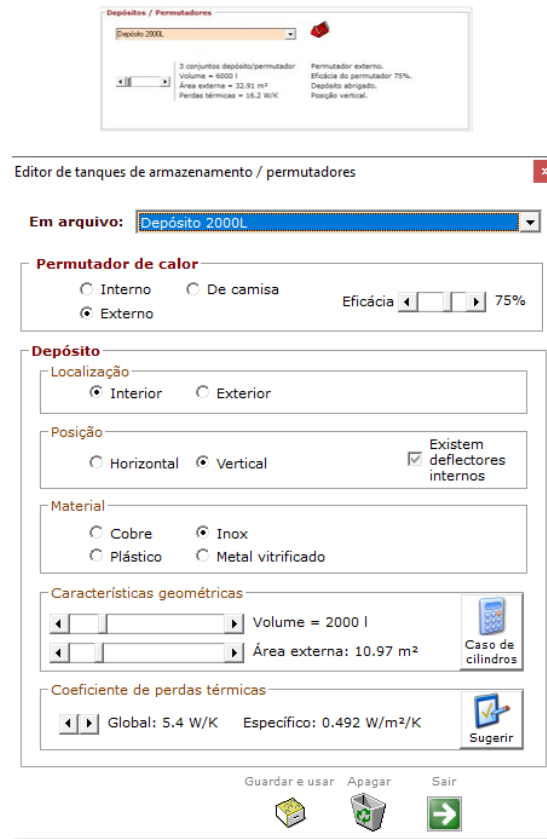 Depósitos / Permutadores
Depósito 2000L
3 conjuntos depósito/permutador
Volume = 6000 l
Área externa = 32.91 m²
Perdas térmicas = 16.2 W/K
Permutador externo.
Eficácia do permutador 75%.
Depósito abrigado.
Posição vertical.
Editor de tanques de armazenamento / permutadores
x
Em arquivo: Depósito 2000L
Permutador de calor
Interno De camisa
Externo
Eficácia 75%
Depósito
Localização
Interior Exterior
Posição
Horizontal Vertical
Existem
deflectores
internos
Material
Cobre Inox
Plástico Metal vitrificado
Características geométricas
Volume = 2000 l
Área externa: 10.97 m²
Caso de
cilindros
Coeficiente de perdas térmicas
Global: 5.4 W/K Específico: 0.492 W/m²/K
Sugerir
Guardar e usar Apagar Sair